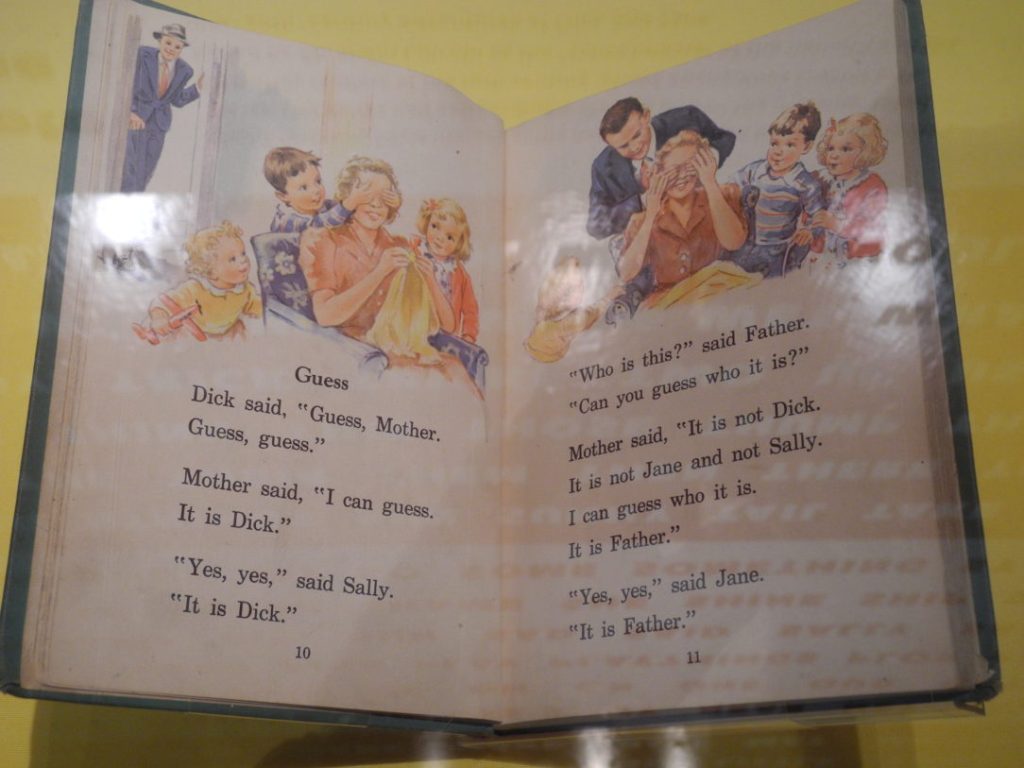 Guess
Dick said, "Guess, Mother.
Guess, guess."
Mother said, "I can guess.
It is Dick."
"Yes, yes," said Sally.
"It is Dick."
10
"Who is this?" said Father.
"Can you guess who it is?"
Mother said, "It is not Dick.
It is not Jane and not Sally.
I can guess who it is.
It is Father."
"Yes, yes," said Jane.
"It is Father."
11